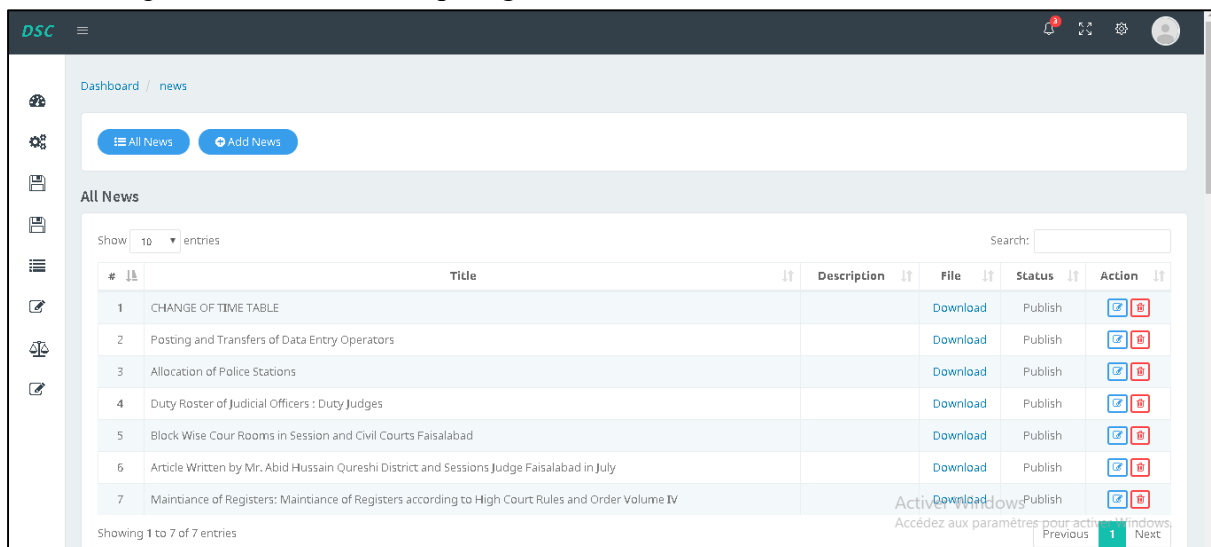 DSC
3
Dashboard / news
All News Add News
All News
Show 10 entries Search:
# Title Description File Status Action
1 CHANGE OF TIME TABLE Download Publish
2 Posting and Transfers of Data Entry Operators Download Publish
3 Allocation of Police Stations Download Publish
4 Duty Roster of Judicial Officers : Duty Judges Download Publish
5 Block Wise Cour Rooms in Session and Civil Courts Faisalabad Download Publish
6 Article Written by Mr. Abid Hussain Qureshi District and Sessions Judge Faisalabad in July Download Publish
7 Maintiance of Registers: Maintiance of Registers according to High Court Rules and Order Volume IV Download Publish
Activer Windows
Accédez aux paramètres pour activer Windows.
Showing 1 to 7 of 7 entries Previous 1 Next